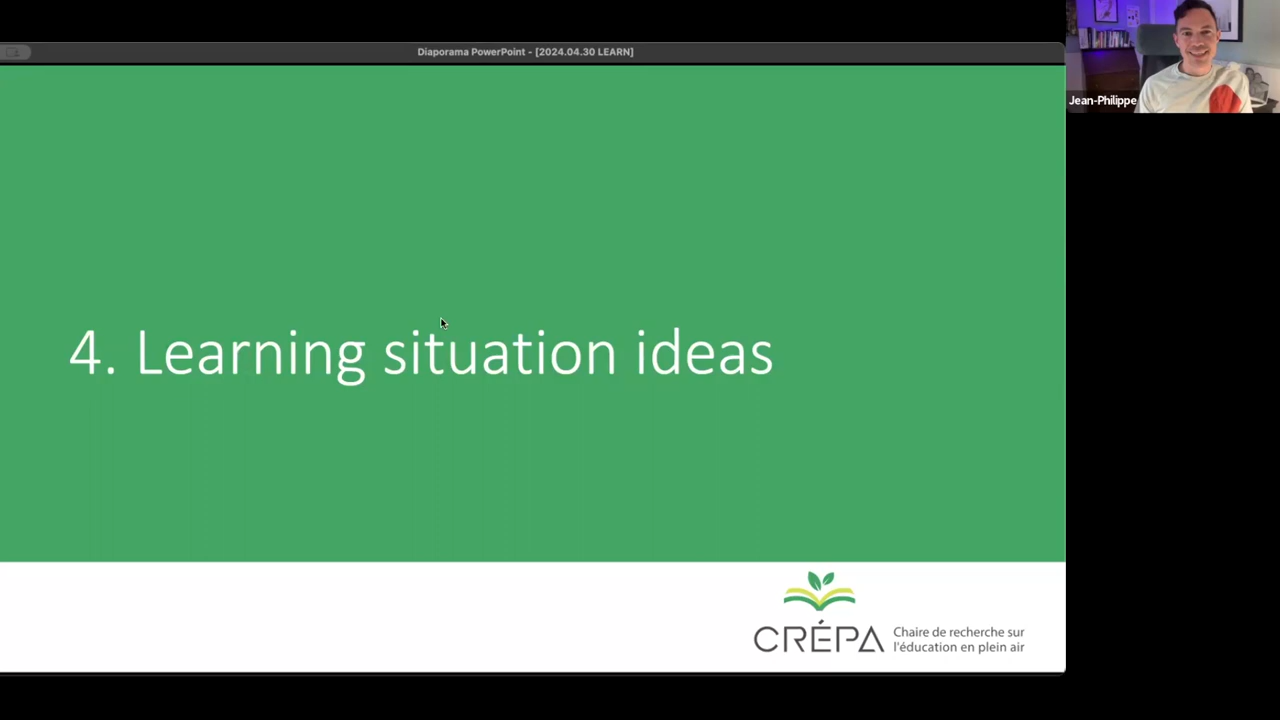 Diaporama PowerPoint - [2024.04.30 LEARN]
Jean-Philippe
4. Learning situation ideas
CRÉPA
Chaire de recherche sur
l'éducation en plein air